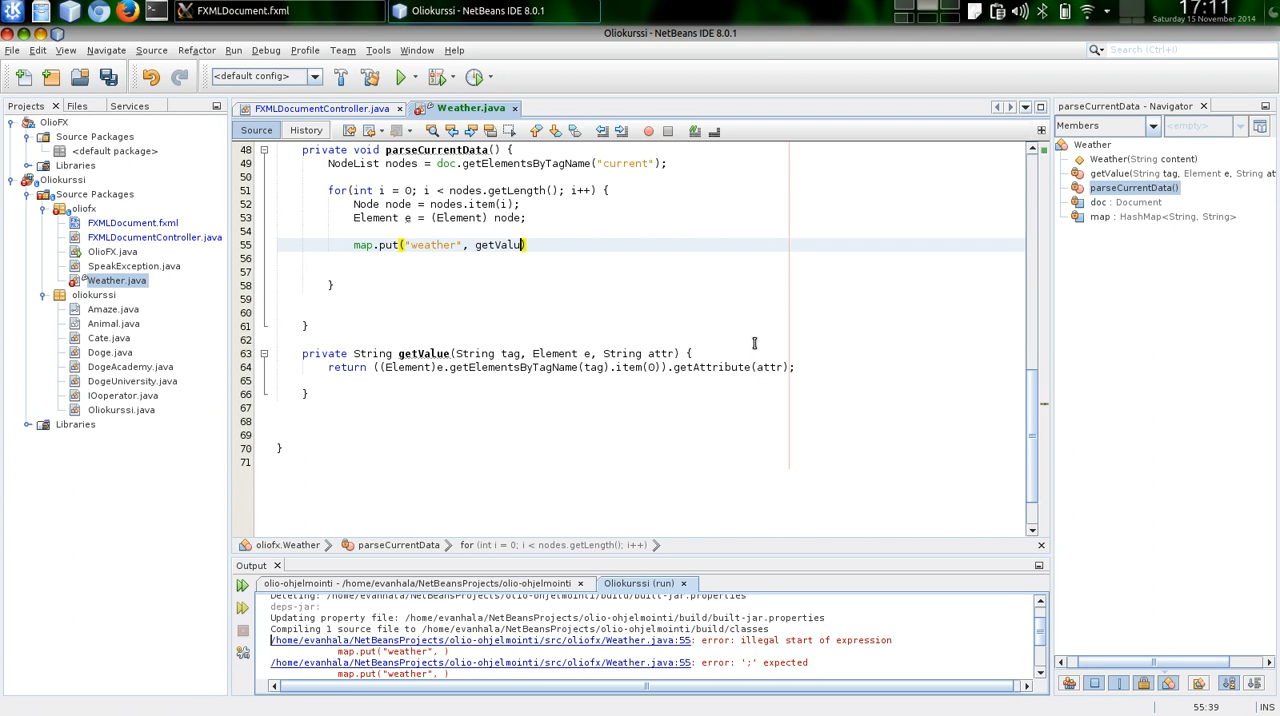 FXMLDocument.fxml
Oliokurssi - NetBeans IDE 8.0.1
17:11
Saturday 15 November 2014
Oliokurssi - NetBeans IDE 8.0.1
File Edit View Navigate Source Refactor Run Debug Profile Team Tools Window Help
Search (Ctrl+I)
<default config>
Projects Files Services
FXMLDocumentController.java Weather.java
parseCurrentData - Navigator
Source History
Members <empty>
OlioFX
Source Packages
<default package>
Libraries
Oliokurssi
Source Packages
oliofx
FXMLDocument.fxml
FXMLDocumentController.java
OlioFX.java
SpeakException.java
Weather.java
oliokurssi
Amaze.java
Animal.java
Cate.java
Doge.java
DogeAcademy.java
DogeUniversity.java
IOoperator.java
Oliokurssi.java
Libraries
48 private void parseCurrentData() {
49 NodeList nodes = doc.getElementsByTagName("current");
50
51 for(int i = 0; i < nodes.getLength(); i++) {
52 Node node = nodes.item(i);
53 Element e = (Element) node;
54
55 map.put("weather", getValu)
56
57
58 }
59
60
61 }
62
63 private String getValue(String tag, Element e, String attr) {
64 return ((Element)e.getElementsByTagName(tag).item(0)).getAttribute(attr);
65
66 }
67
68
69
70 }
71
Weather
Weather(String content)
getValue(String tag, Element e, String a
parseCurrentData()
doc : Document
map : HashMap<String, String>
oliofx.Weather parseCurrentData for (int i = 0; i < nodes.getLength(); i++)
Output
olio-ohjelmointi - /home/evanhala/NetBeansProjects/olio-ohjelmointi Oliokurssi (run)
Deleting: /home/evanhala/NetBeansProjects/olio-ohjelmointi/build/built-jar.properties
deps-jar:
Updating property file: /home/evanhala/NetBeansProjects/olio-ohjelmointi/build/built-jar.properties
Compiling 1 source file to /home/evanhala/NetBeansProjects/olio-ohjelmointi/build/classes
/home/evanhala/NetBeansProjects/olio-ohjelmointi/src/oliofx/Weather.java:55: error: illegal start of expression
map.put("weather", )
/home/evanhala/NetBeansProjects/olio-ohjelmointi/src/oliofx/Weather.java:55: error: ';' expected
map.put("weather", )
55:39 INS